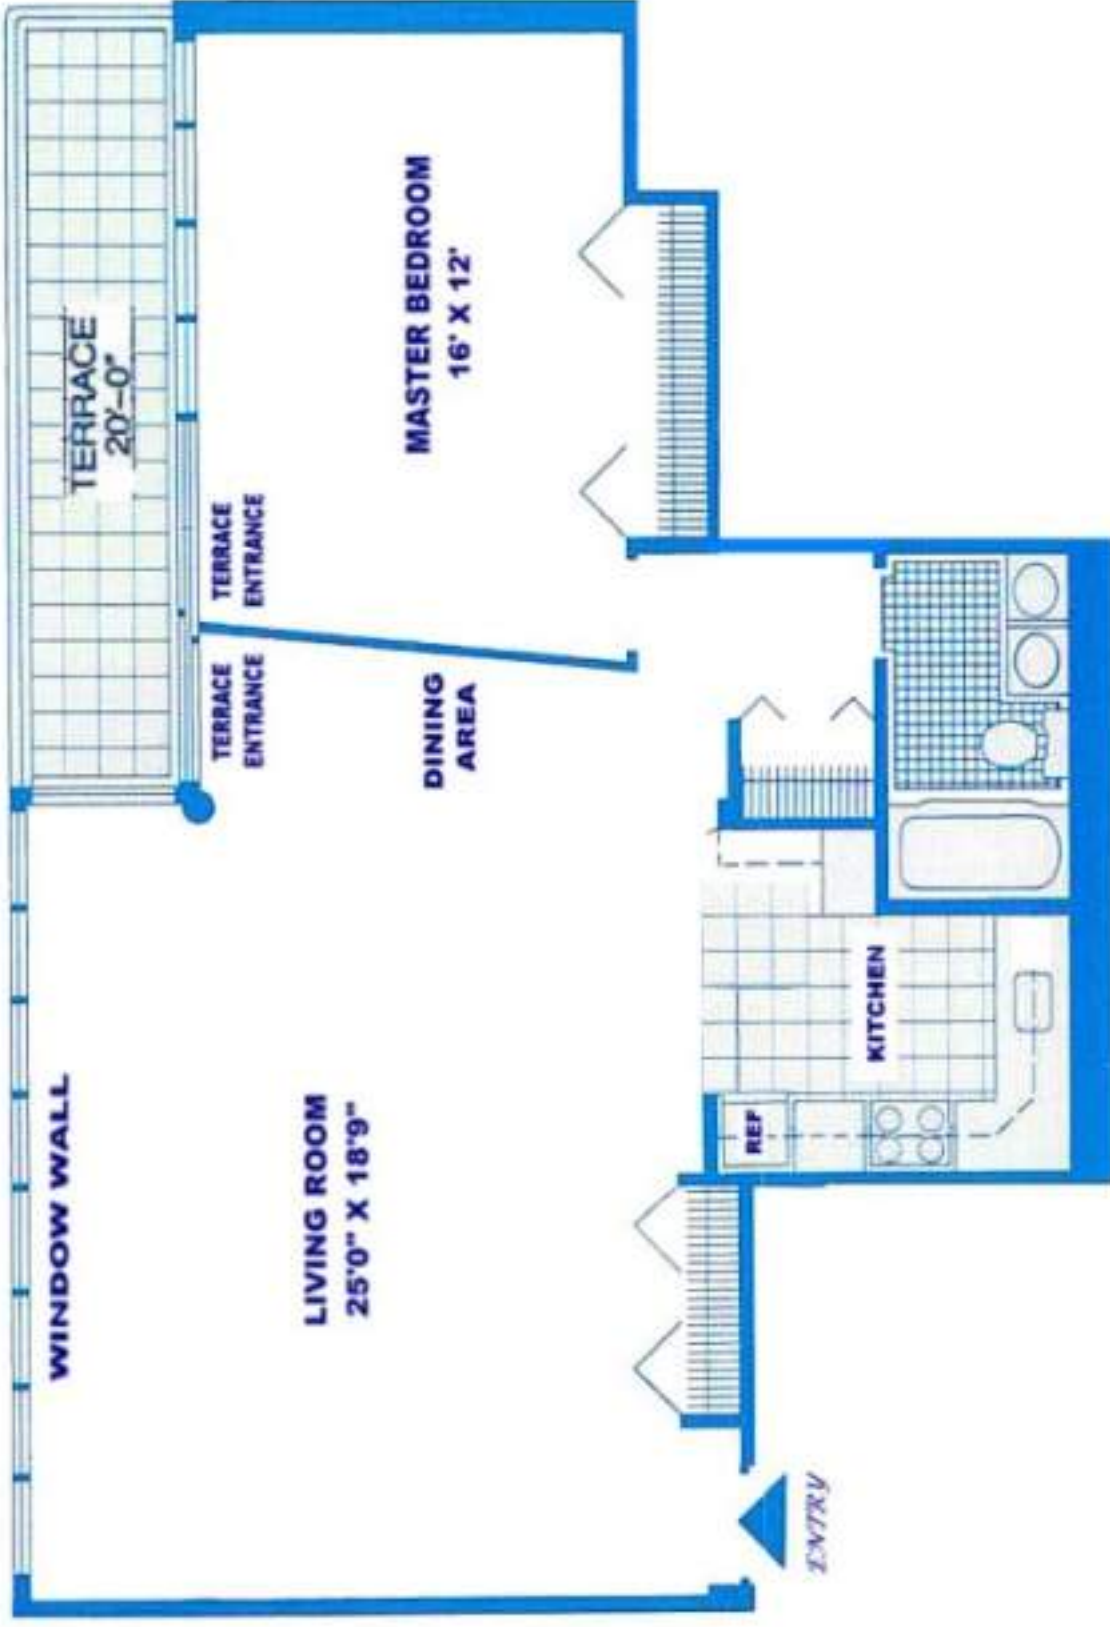 TERRACE
20'-0"
MASTER BEDROOM
16' X 12'
TERRACE
ENTRANCE
TERRACE
ENTRANCE
DINING
AREA
WINDOW WALL
LIVING ROOM
25'0" X 18'9"
KITCHEN
REF
ENTRY